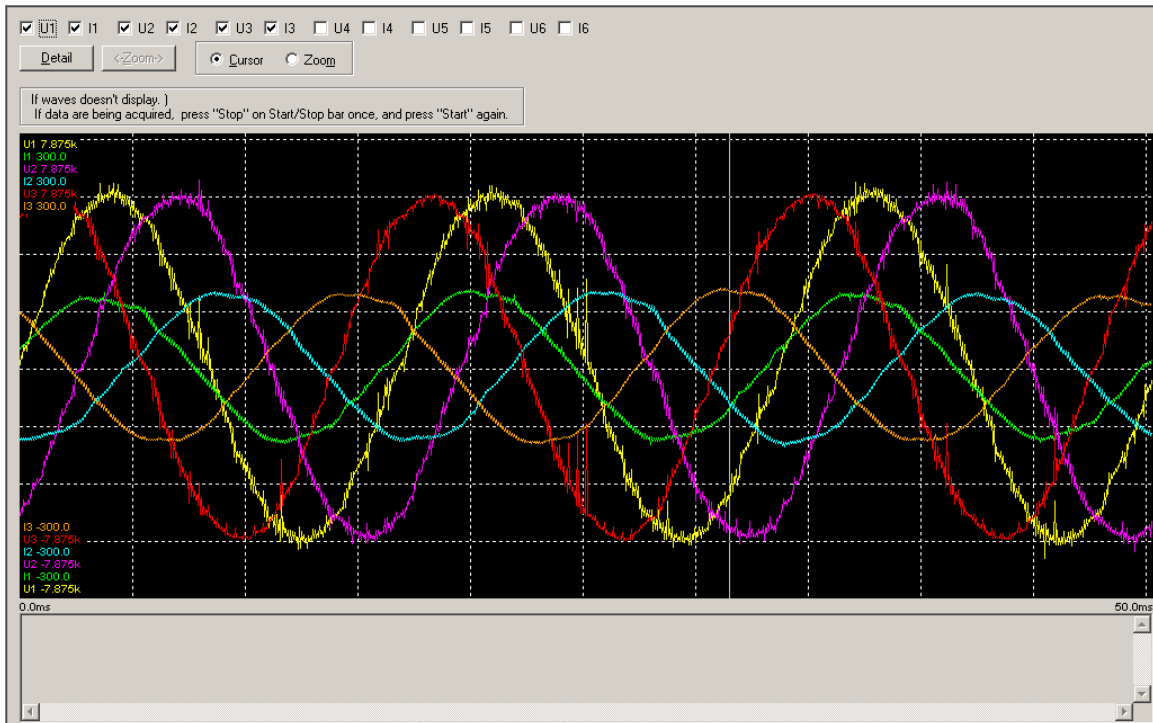 U1 I1 U2 I2 U3 I3 U4 I4 U5 I5 U6 I6
Detail <-Zoom-> Cursor Zoom
If waves doesn't display. )
If data are being acquired, press "Stop" on Start/Stop bar once, and press "Start" again.
U1 7.875k
I1 300.0
U2 7.875k
I2 300.0
U3 7.875k
I3 300.0
I3 -300.0
U3 -7.875k
I2 -300.0
U2 -7.875k
I1 -300.0
U1 -7.875k
0.0ms 50.0ms